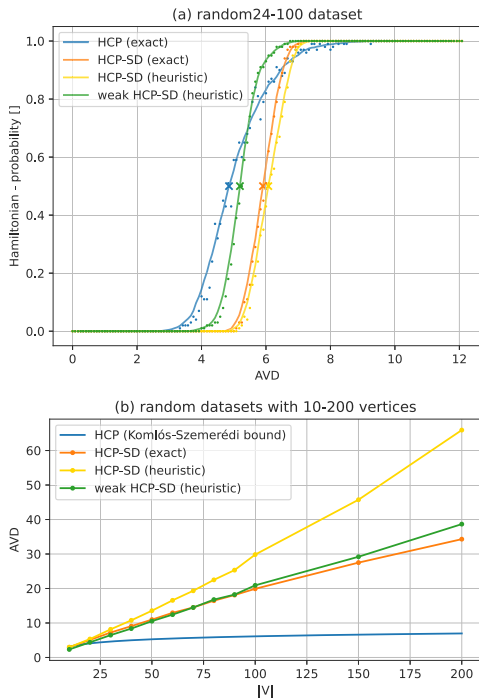 (a) random24-100 dataset
Hamiltonian - probability []
1.0
0.8
0.6
0.4
0.2
0.0
HCP (exact)
HCP-SD (exact)
HCP-SD (heuristic)
weak HCP-SD (heuristic)
0 2 4 6 8 10 12
AVD
(b) random datasets with 10-200 vertices
AVD
60
50
40
30
20
10
0
HCP (Komlós-Szemerédi bound)
HCP-SD (exact)
HCP-SD (heuristic)
weak HCP-SD (heuristic)
0 25 50 75 100 125 150 175 200
|V|